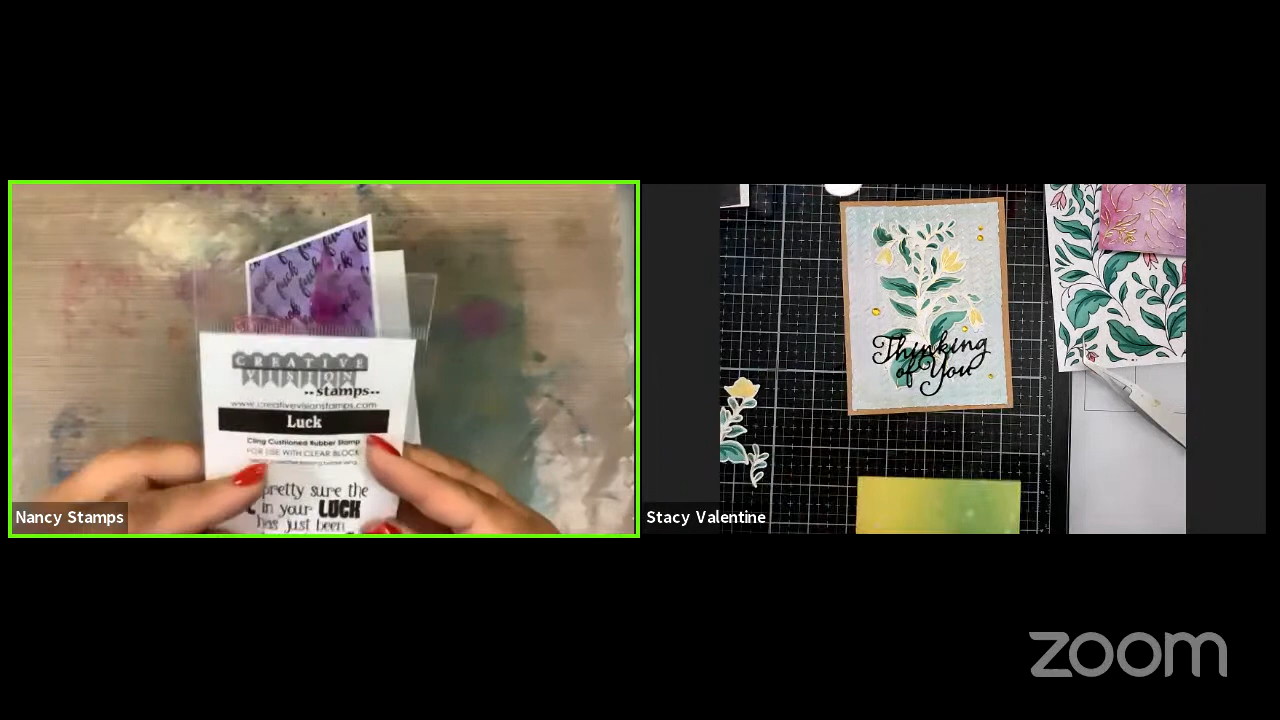 CREATIVE
VISION
..stamps..
www.creativevisionstamps.com
Luck
Cling Cushioned Rubber Stamp
FOR USE WITH CLEAR BLOCK
pretty sure the
in your LUCK
has just been
Nancy Stamps
Thinking
of You
Stacy Valentine
zoom